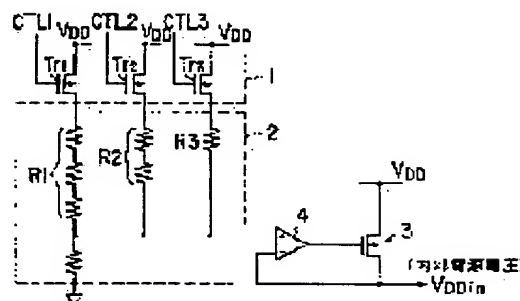 CTL1 CTL2 CTL3
VDD VDD VDD
Tr1 Tr2 Tr3
1
2
R1 R2 R3
VDD
4
3
VDDin